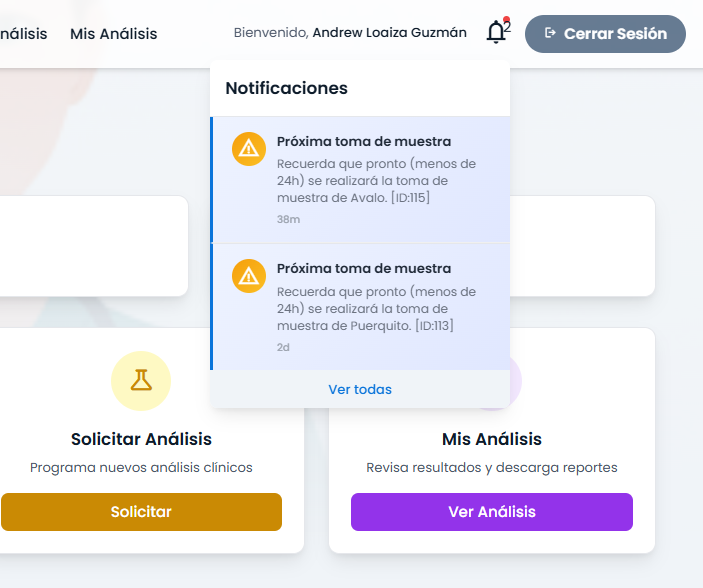 nálisis Mis Análisis Bienvenido, Andrew Loaiza Guzmán 2 Cerrar Sesión
Notificaciones
Próxima toma de muestra
Recuerda que pronto (menos de
24h) se realizará la toma de
muestra de Avalo. [ID:115]
38m
Próxima toma de muestra
Recuerda que pronto (menos de
24h) se realizará la toma de
muestra de Puerquito. [ID:113]
2d
Ver todas
Solicitar Análisis
Programa nuevos análisis clínicos
Solicitar
Mis Análisis
Revisa resultados y descarga reportes
Ver Análisis